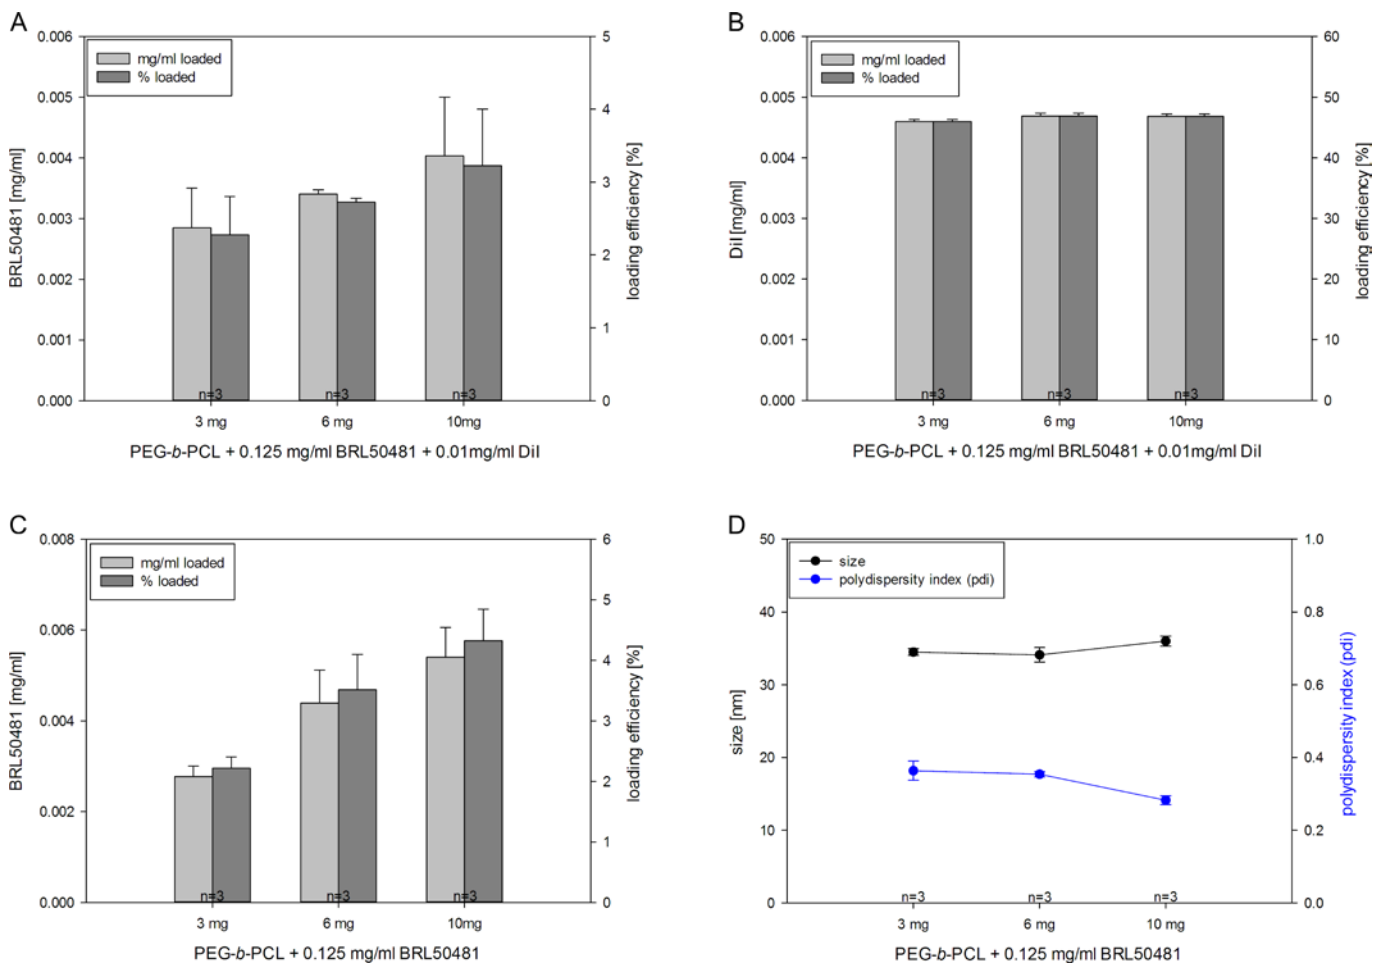 A
BRL50481 [mg/ml]
0.006
0.005
0.004
0.003
0.002
0.001
0.000
mg/ml loaded
% loaded
5
4
3
2
1
0
loading efficiency [%]
n=3 n=3 n=3
3 mg 6 mg 10mg
PEG-b-PCL + 0.125 mg/ml BRL50481 + 0.01mg/ml DiI
B
DiI [mg/ml]
0.006
0.005
0.004
0.003
0.002
0.001
0.000
mg/ml loaded
% loaded
60
50
40
30
20
10
0
loading efficiency [%]
n=3 n=3 n=3
3 mg 6 mg 10mg
PEG-b-PCL + 0.125 mg/ml BRL50481 + 0.01mg/ml DiI
C
BRL50481 [mg/ml]
0.008
0.006
0.004
0.002
0.000
mg/ml loaded
% loaded
6
5
4
3
2
1
0
loading efficiency [%]
n=3 n=3 n=3
3 mg 6 mg 10mg
PEG-b-PCL + 0.125 mg/ml BRL50481
D
size [nm]
50
40
30
20
10
0
size
polydispersity index (pdi)
1.0
0.8
0.6
0.4
0.2
0.0
polydispersity index (pdi)
n=3 n=3 n=3
3 mg 6 mg 10 mg
PEG-b-PCL + 0.125 mg/ml BRL50481